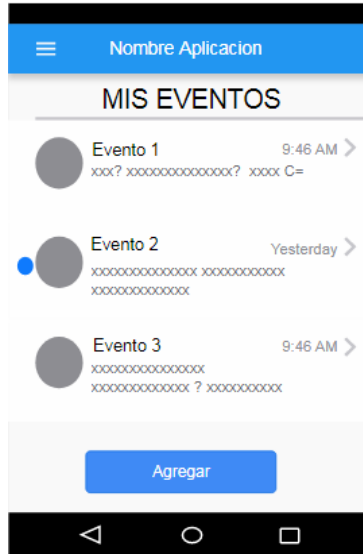 Nombre Aplicacion
MIS EVENTOS
Evento 1 9:46 AM
xxx? xxxxxxxxxxxxxx? xxxx C=
Evento 2 Yesterday
xxxxxxxxxxxxxx xxxxxxxxxxx
xxxxxxxxxxxxx
Evento 3 9:46 AM
xxxxxxxxxxxxxxx
xxxxxxxxxxxxx ? xxxxxxxxxx
Agregar